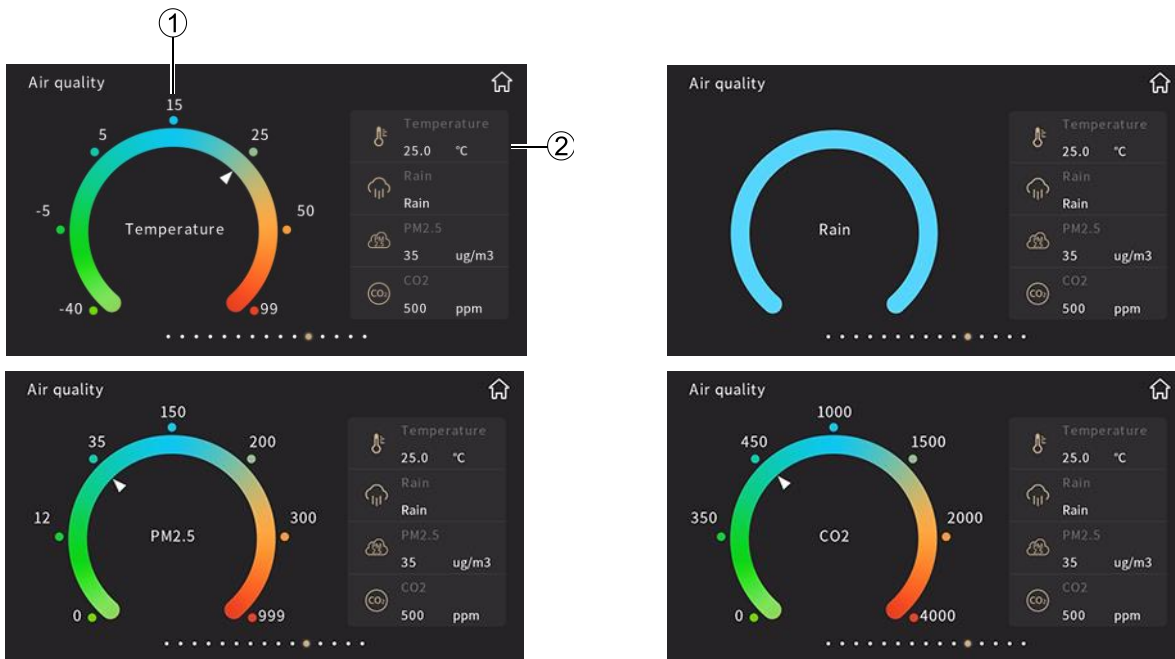 1
Air quality
15
5
25
-5
50
-40
99
Temperature
Temperature
25.0 ℃
Rain
Rain
PM2.5
35 ug/m3
CO2
500 ppm
2
Air quality
Rain
Temperature
25.0 ℃
Rain
Rain
PM2.5
35 ug/m3
CO2
500 ppm
Air quality
150
35
200
12
300
0
999
PM2.5
Temperature
25.0 ℃
Rain
Rain
PM2.5
35 ug/m3
CO2
500 ppm
Air quality
1000
450
1500
350
2000
0
4000
CO2
Temperature
25.0 ℃
Rain
Rain
PM2.5
35 ug/m3
CO2
500 ppm